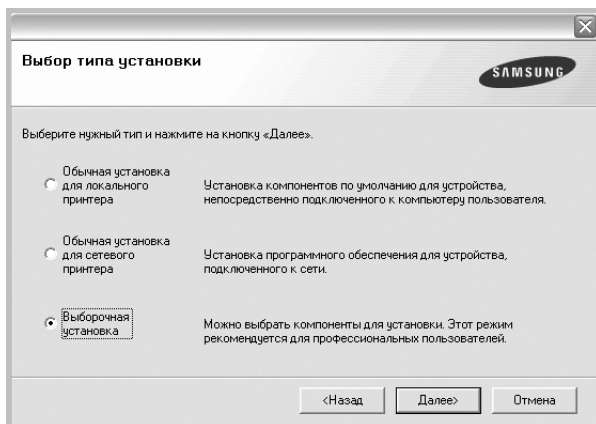 Выбор типа установки
SAMSUNG
Выберите нужный тип и нажмите на кнопку «Далее».
Обычная установка
для локального
принтера
Установка компонентов по умолчанию для устройства,
непосредственно подключенного к компьютеру пользователя.
Обычная установка
для сетевого
принтера
Установка программного обеспечения для устройства,
подключенного к сети.
Выборочная
установка
Можно выбрать компоненты для установки. Этот режим
рекомендуется для профессиональных пользователей.
<Назад
Далее>
Отмена